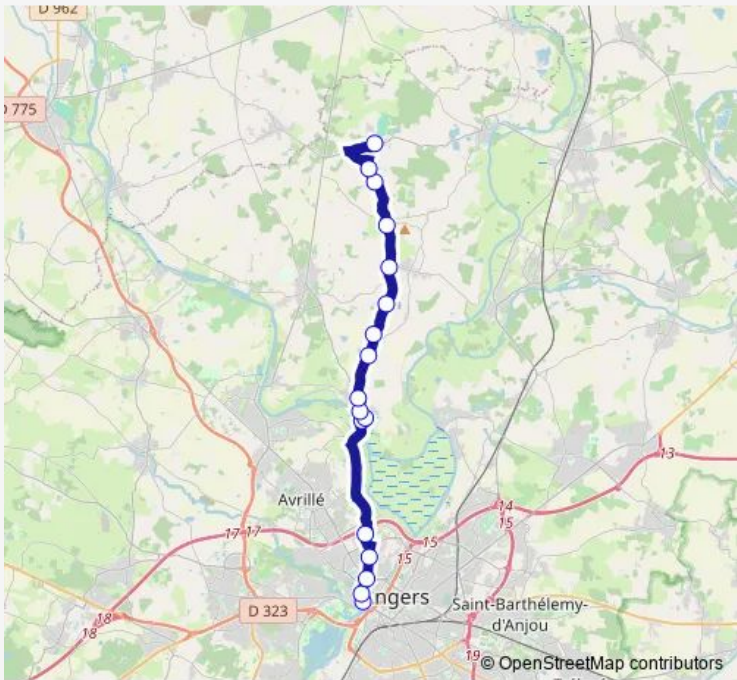 D 962
D 775
13
Avrillé
14
15
17 17
15
15
ngers
Saint-Barthélemy-
d'Anjou
D 323
18
18
19
© OpenStreetMap contributors